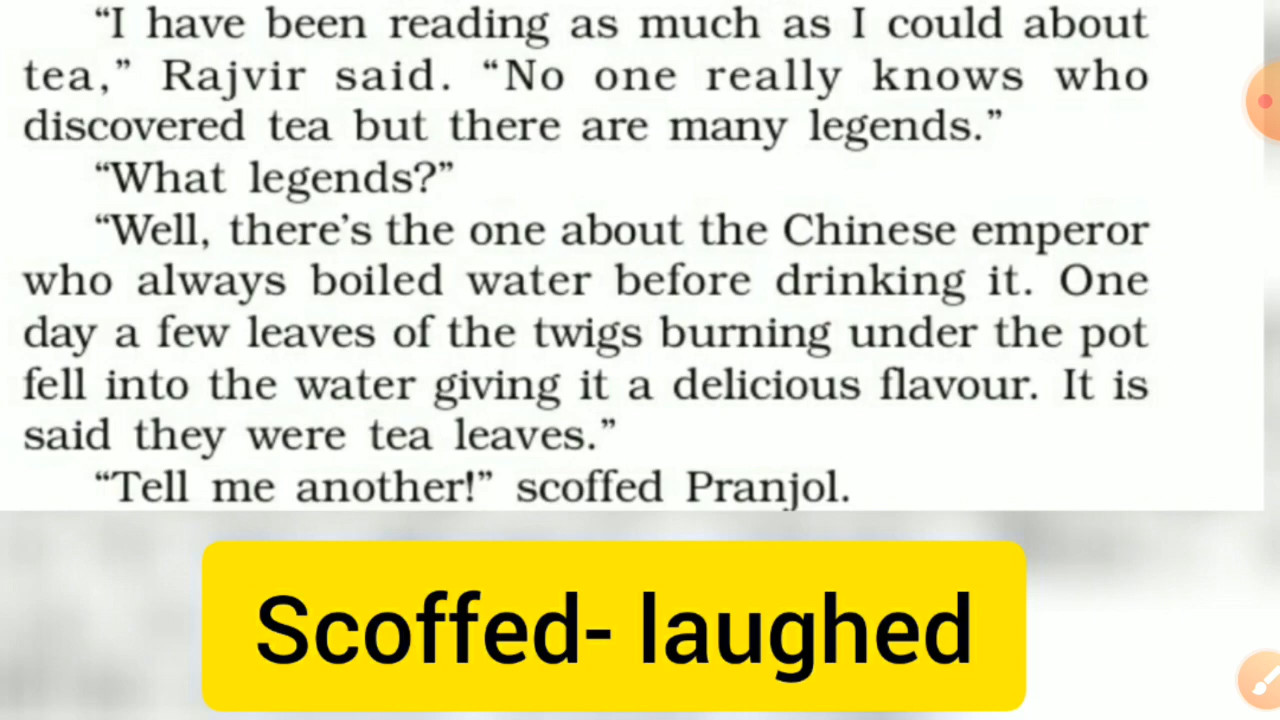 “I have been reading as much as I could about
tea,” Rajvir said. “No one really knows who
discovered tea but there are many legends.”
“What legends?”
“Well, there’s the one about the Chinese emperor
who always boiled water before drinking it. One
day a few leaves of the twigs burning under the pot
fell into the water giving it a delicious flavour. It is
said they were tea leaves.”
“Tell me another!” scoffed Pranjol.
Scoffed- laughed